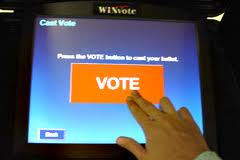 WINvote
Cast Vote
Press the VOTE button to cast your ballot.
VOTE
Back